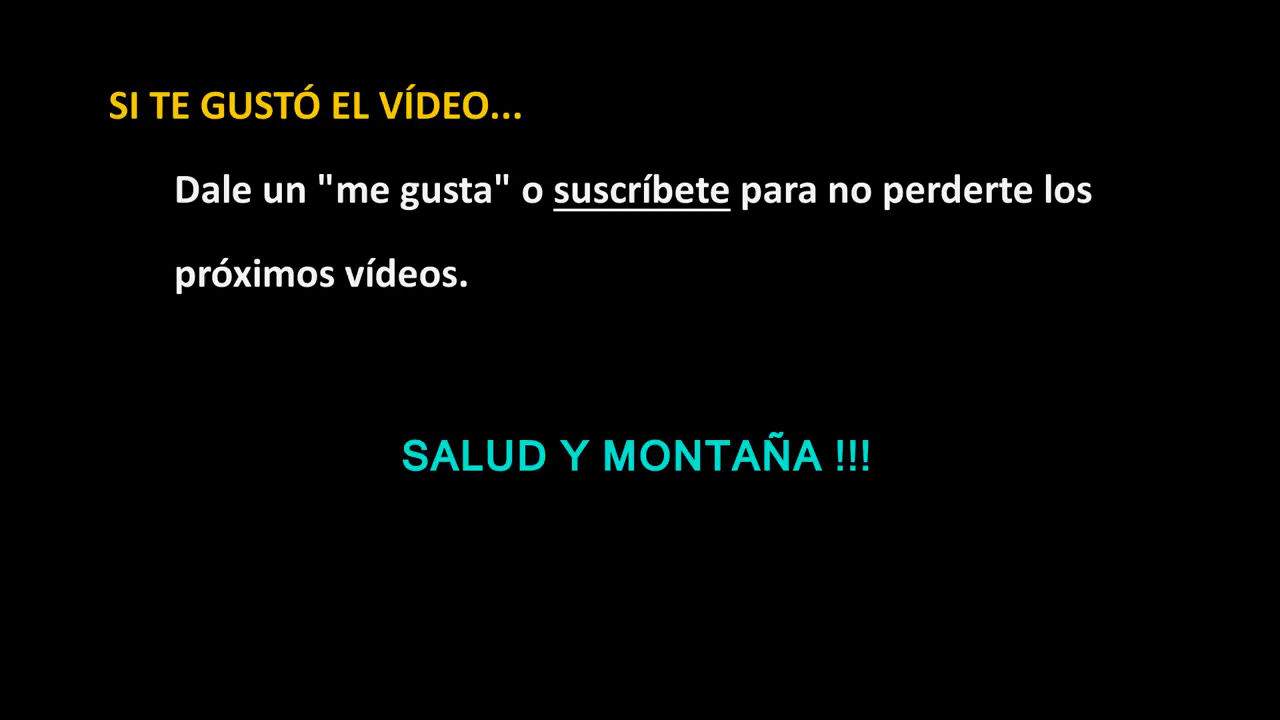 SI TE GUSTÓ EL VÍDEO...
Dale un "me gusta" o suscríbete para no perderte los
próximos vídeos.
SALUD Y MONTAÑA !!!